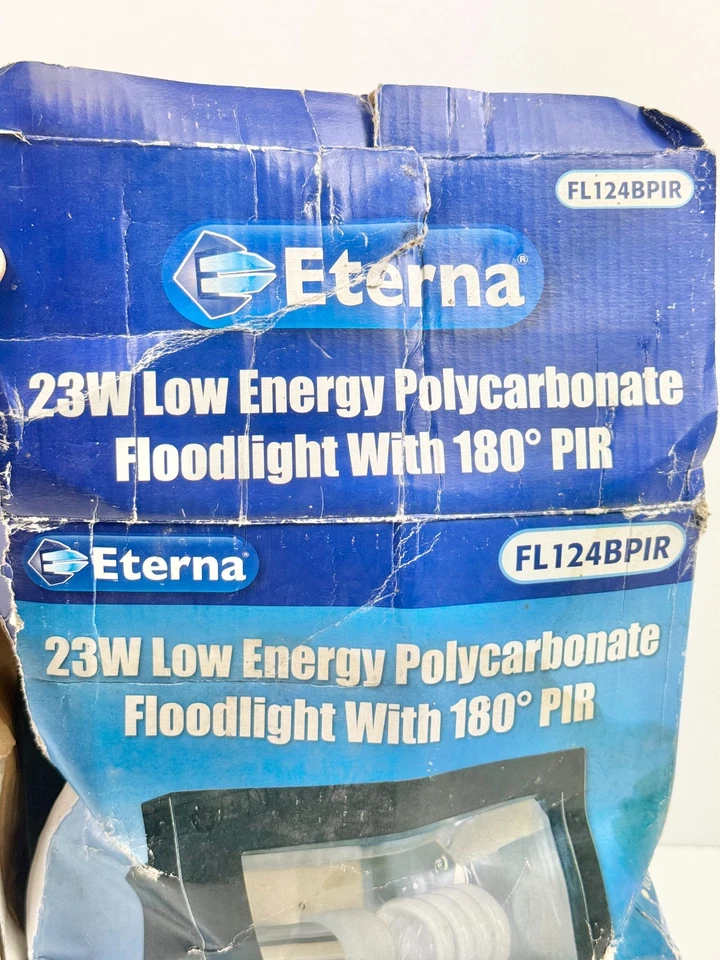 FL124BPIR
Eterna®
23W Low Energy Polycarbonate
Floodlight With 180° PIR
Eterna®
FL124BPIR
23W Low Energy Polycarbonate
Floodlight With 180° PIR